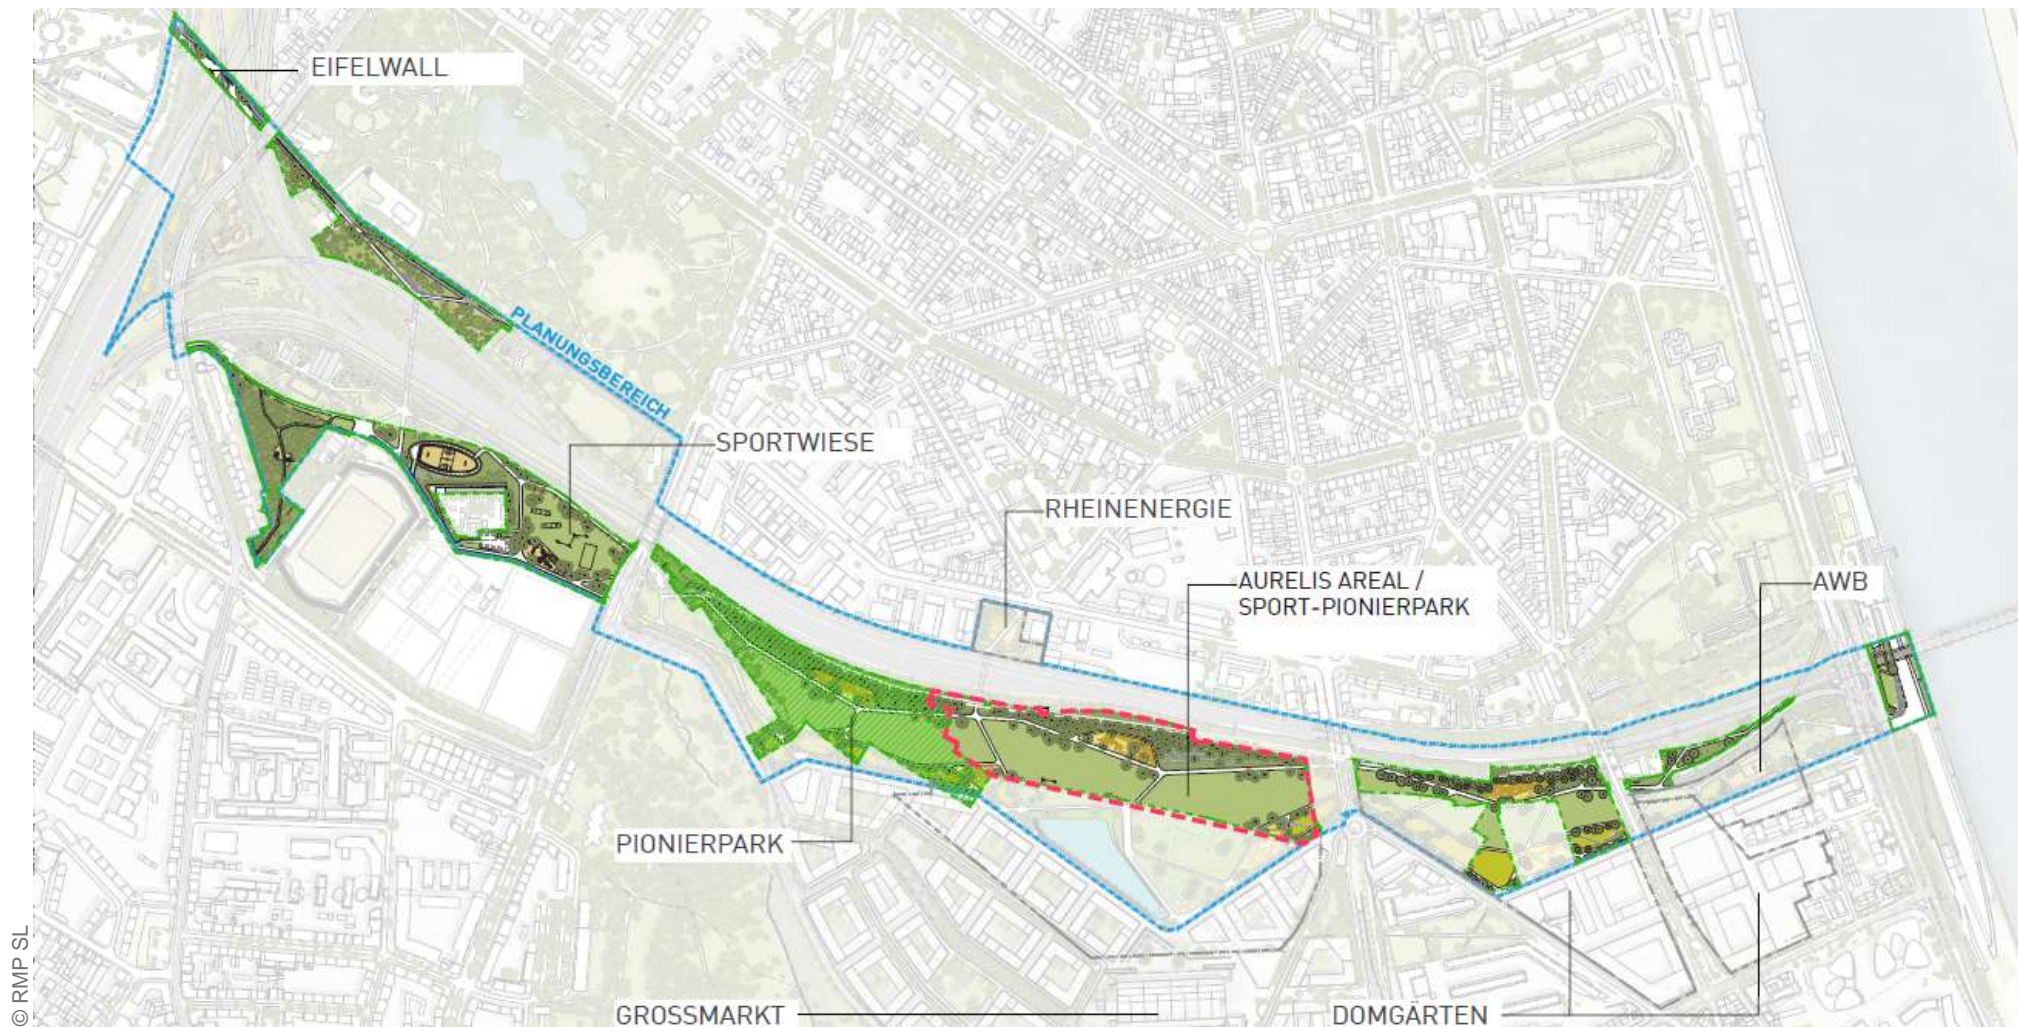 EIFELWALL
PLANUNGSBEREICH
SPORTWIESE
RHEINENERGIE
AURELIS AREAL /
SPORT-PIONIERPARK
AWB
PIONIERPARK
GROSSMARKT
DOMGÄRTEN
© RMP SL